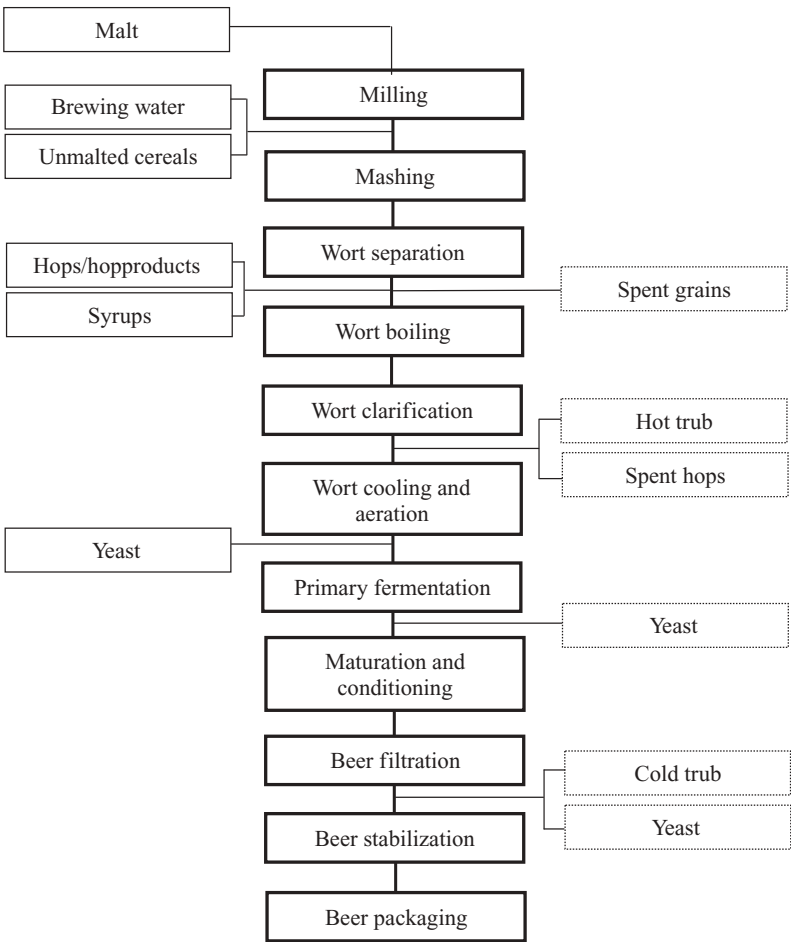 Malt
Milling
Brewing water
Unmalted cereals
Mashing
Wort separation
Hops/hopproducts
Syrups
Spent grains
Wort boiling
Wort clarification
Hot trub
Spent hops
Wort cooling and
aeration
Yeast
Primary fermentation
Yeast
Maturation and
conditioning
Beer filtration
Cold trub
Yeast
Beer stabilization
Beer packaging